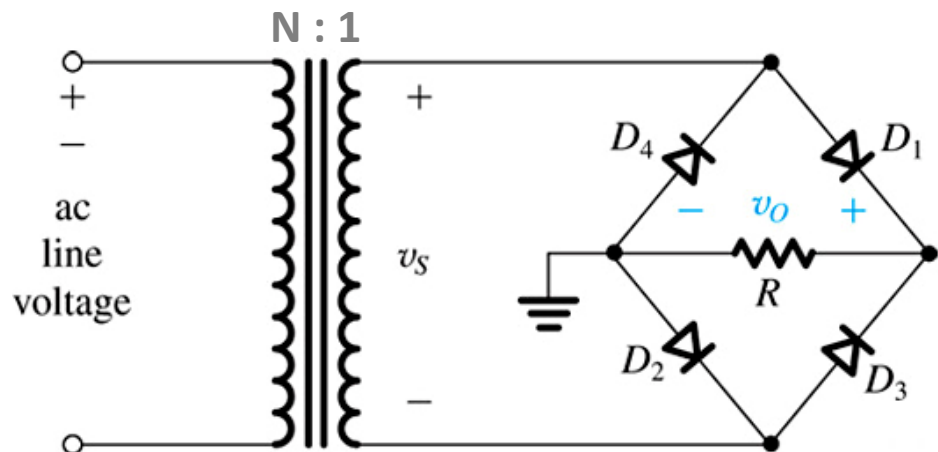 N : 1
+
−
ac
line
voltage
+
v_S
−
D_4
D_1
− v_O +
R
D_2
D_3